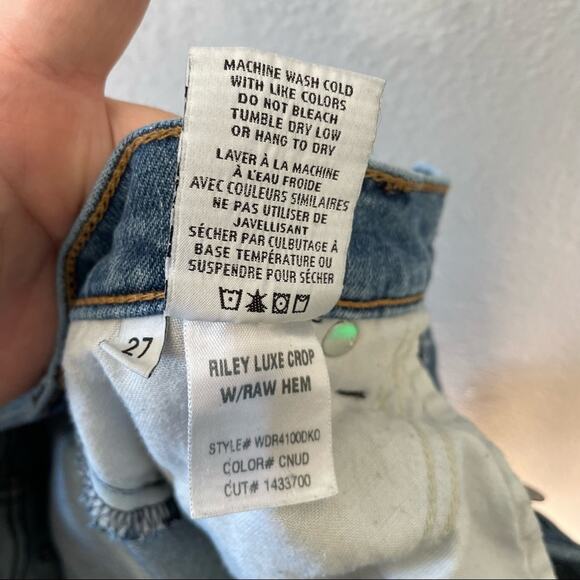 MACHINE WASH COLD
WITH LIKE COLORS
DO NOT BLEACH
TUMBLE DRY LOW
OR HANG TO DRY
LAVER À LA MACHINE
À L'EAU FROIDE
AVEC COULEURS SIMILAIRES
NE PAS UTILISER DE
JAVELLISANT
SÉCHER PAR CULBUTAGE À
BASE TEMPÉRATURE OU
SUSPENDRE POUR SÉCHER
27
RILEY LUXE CROP
W/RAW HEM
STYLE# WDR4100DKO
COLOR# CNUD
CUT# 1433700